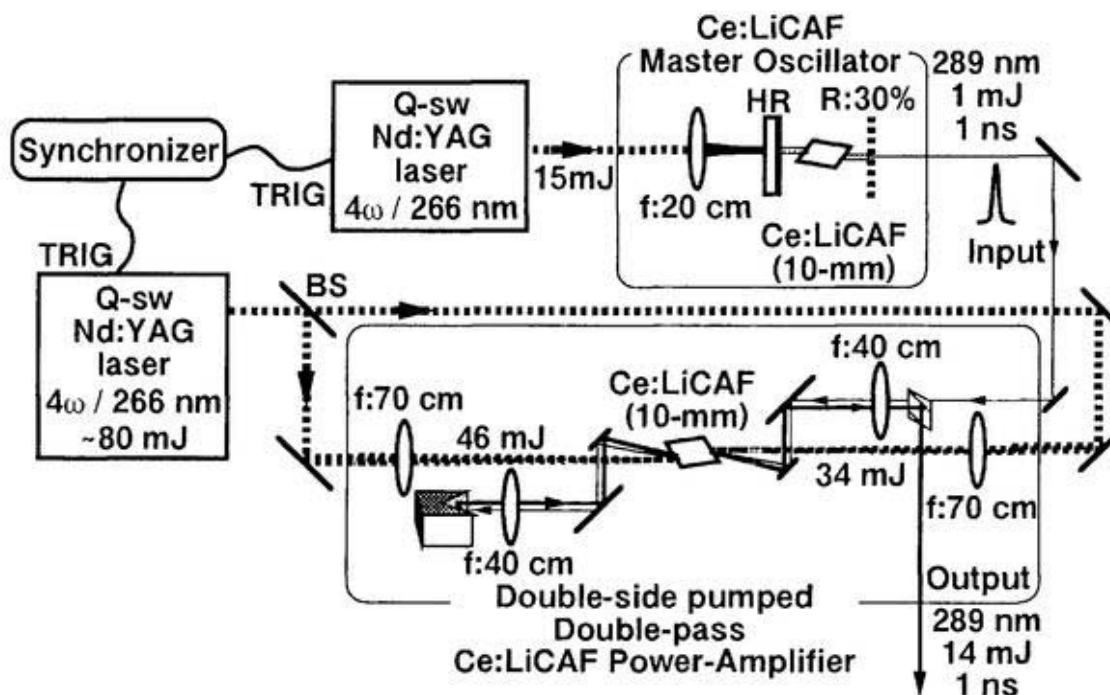 Ce:LiCAF
Master Oscillator
HR R:30%
f:20 cm
Ce:LiCAF
(10-mm)
289 nm
1 mJ
1 ns
Input
Synchronizer
TRIG
Q-sw
Nd:YAG
laser
4ω / 266 nm
15mJ
TRIG
Q-sw
Nd:YAG
laser
4ω / 266 nm
~80 mJ
BS
f:70 cm
46 mJ
Ce:LiCAF
(10-mm)
f:40 cm
34 mJ
f:70 cm
f:40 cm
Double-side pumped
Double-pass
Ce:LiCAF Power-Amplifier
Output
289 nm
14 mJ
1 ns